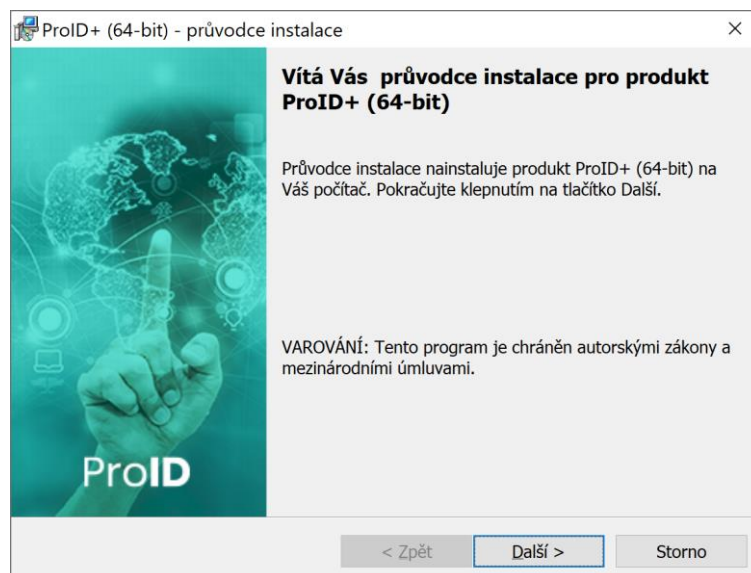 ProID+ (64-bit) - průvodce instalace
Vítá Vás  průvodce instalace pro produkt
ProID+ (64-bit)
Průvodce instalace nainstaluje produkt ProID+ (64-bit) na
Váš počítač. Pokračujte klepnutím na tlačítko Další.
VAROVÁNÍ: Tento program je chráněn autorskými zákony a
mezinárodními úmluvami.
ProID
< Zpět
Další >
Storno